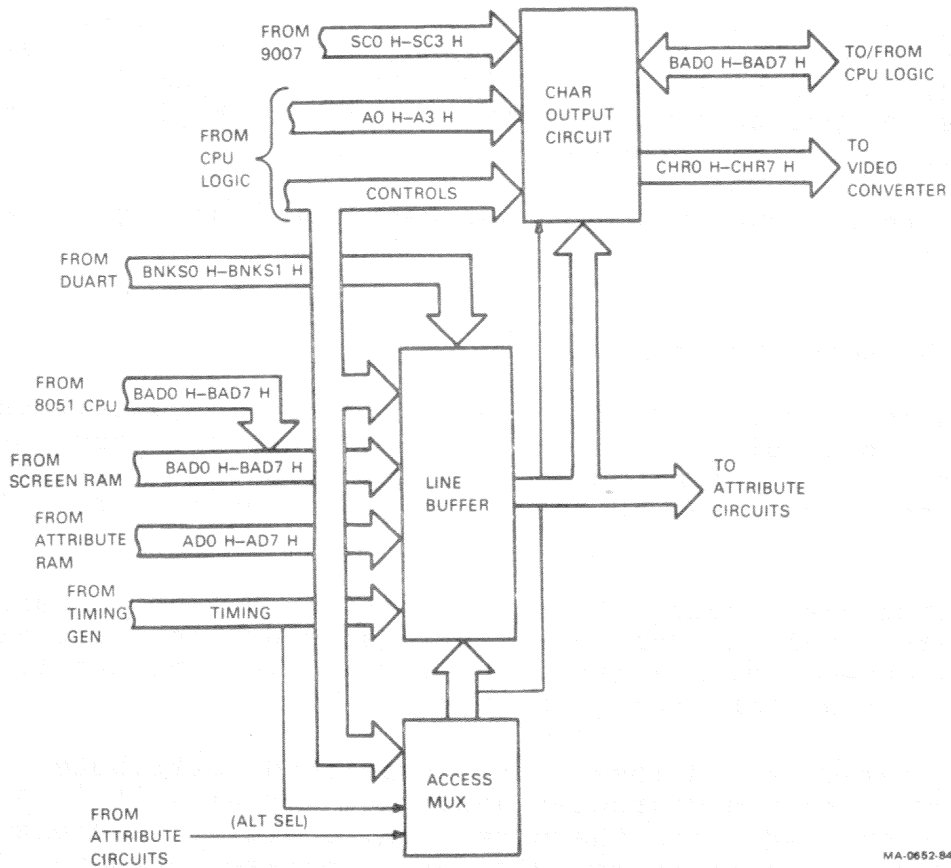 FROM
9007
SC0 H–SC3 H
TO/FROM
CPU LOGIC
BAD0 H–BAD7 H
CHAR
OUTPUT
CIRCUIT
A0 H–A3 H
FROM
CPU
LOGIC
CONTROLS
CHR0 H–CHR7 H
TO
VIDEO
CONVERTER
FROM
DUART
BNKS0 H–BNKS1 H
FROM
8051 CPU
BAD0 H–BAD7 H
FROM
SCREEN RAM
BAD0 H–BAD7 H
LINE
BUFFER
TO
ATTRIBUTE
CIRCUITS
FROM
ATTRIBUTE
RAM
AD0 H–AD7 H
FROM
TIMING
GEN
TIMING
ACCESS
MUX
FROM
ATTRIBUTE
CIRCUITS
(ALT SEL)
MA-0652-84